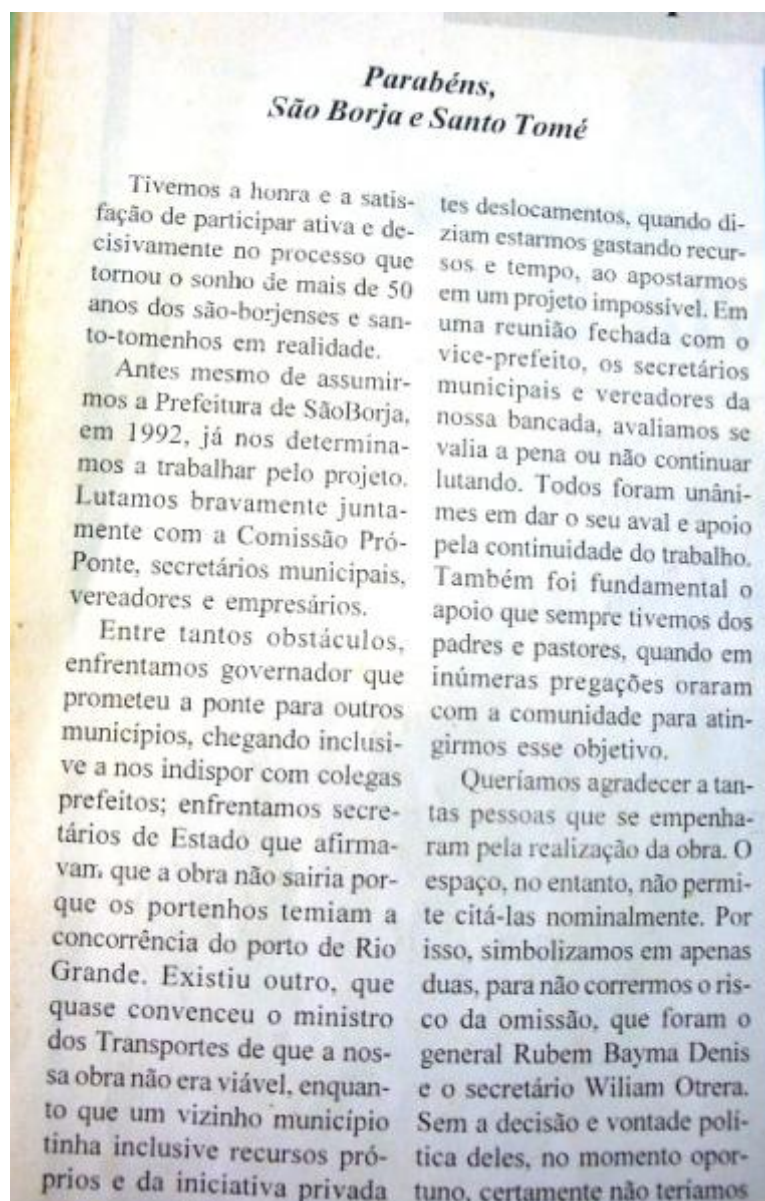 Parabéns,
São Borja e Santo Tomé
Tivemos a honra e a satis-
fação de participar ativa e de-
cisivamente no processo que
tornou o sonho de mais de 50
anos dos são-borjenses e san-
to-tomenhos em realidade.
Antes mesmo de assumir-
mos a Prefeitura de SãoBorja,
em 1992, já nos determina-
mos a trabalhar pelo projeto.
Lutamos bravamente junta-
mente com a Comissão Pró-
Ponte, secretários municipais,
vereadores e empresários.
Entre tantos obstáculos,
enfrentamos governador que
prometeu a ponte para outros
municípios, chegando inclusi-
ve a nos indispor com colegas
prefeitos; enfrentamos secre-
tários de Estado que afirma-
vam que a obra não sairia por-
que os portenhos temiam a
concorrência do porto de Rio
Grande. Existiu outro, que
quase convenceu o ministro
dos Transportes de que a nos-
sa obra não era viável, enquan-
to que um vizinho município
tinha inclusive recursos pró-
prios e da iniciativa privada
tes deslocamentos, quando di-
ziam estarmos gastando recur-
sos e tempo, ao apostarmos
em um projeto impossível. Em
uma reunião fechada com o
vice-prefeito, os secretários
municipais e vereadores da
nossa bancada, avaliamos se
valia a pena ou não continuar
lutando. Todos foram unâni-
mes em dar o seu aval e apoio
pela continuidade do trabalho.
Também foi fundamental o
apoio que sempre tivemos dos
padres e pastores, quando em
inúmeras pregações oraram
com a comunidade para atin-
girmos esse objetivo.
Queríamos agradecer a tan-
tas pessoas que se empenha-
ram pela realização da obra. O
espaço, no entanto, não permi-
te citá-las nominalmente. Por
isso, simbolizamos em apenas
duas, para não corrermos o ris-
co da omissão, que foram o
general Rubem Bayma Denis
e o secretário Wiliam Otrera.
Sem a decisão e vontade polí-
tica deles, no momento opor-
tuno, certamente não teríamos